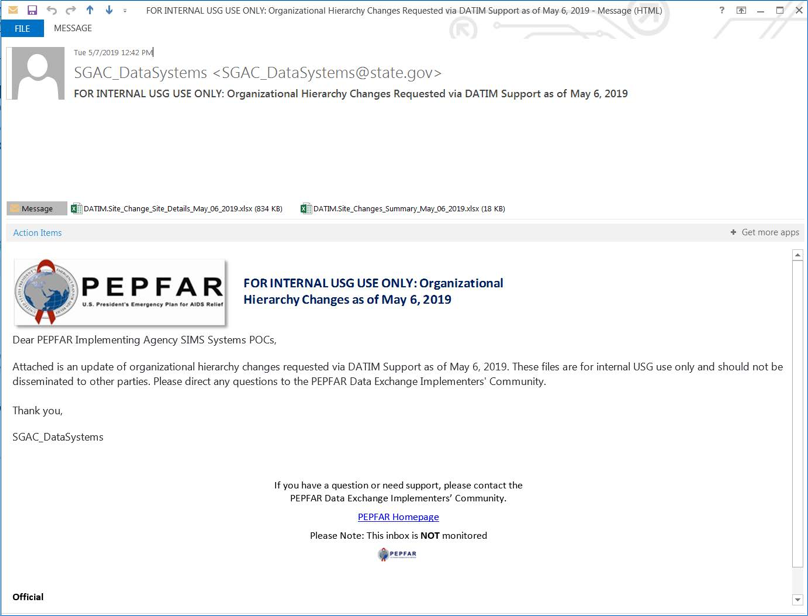 FOR INTERNAL USG USE ONLY: Organizational Hierarchy Changes Requested via DATIM Support as of May 6, 2019 - Message (HTML)
FILE MESSAGE
Tue 5/7/2019 12:42 PM
SGAC_DataSystems <SGAC_DataSystems@state.gov>
FOR INTERNAL USG USE ONLY: Organizational Hierarchy Changes Requested via DATIM Support as of May 6, 2019
Message DATIM.Site_Change_Site_Details_May_06_2019.xlsx (834 KB) DATIM.Site_Changes_Summary_May_06_2019.xlsx (18 KB)
Action Items + Get more apps
PEPFAR
U.S. President's Emergency Plan for AIDS Relief
FOR INTERNAL USG USE ONLY: Organizational
Hierarchy Changes as of May 6, 2019
Dear PEPFAR Implementing Agency SIMS Systems POCs,
Attached is an update of organizational hierarchy changes requested via DATIM Support as of May 6, 2019. These files are for internal USG use only and should not be
disseminated to other parties. Please direct any questions to the PEPFAR Data Exchange Implementers' Community.
Thank you,
SGAC_DataSystems
If you have a question or need support, please contact the
PEPFAR Data Exchange Implementers' Community.
PEPFAR Homepage
Please Note: This inbox is NOT monitored
PEPFAR
Official